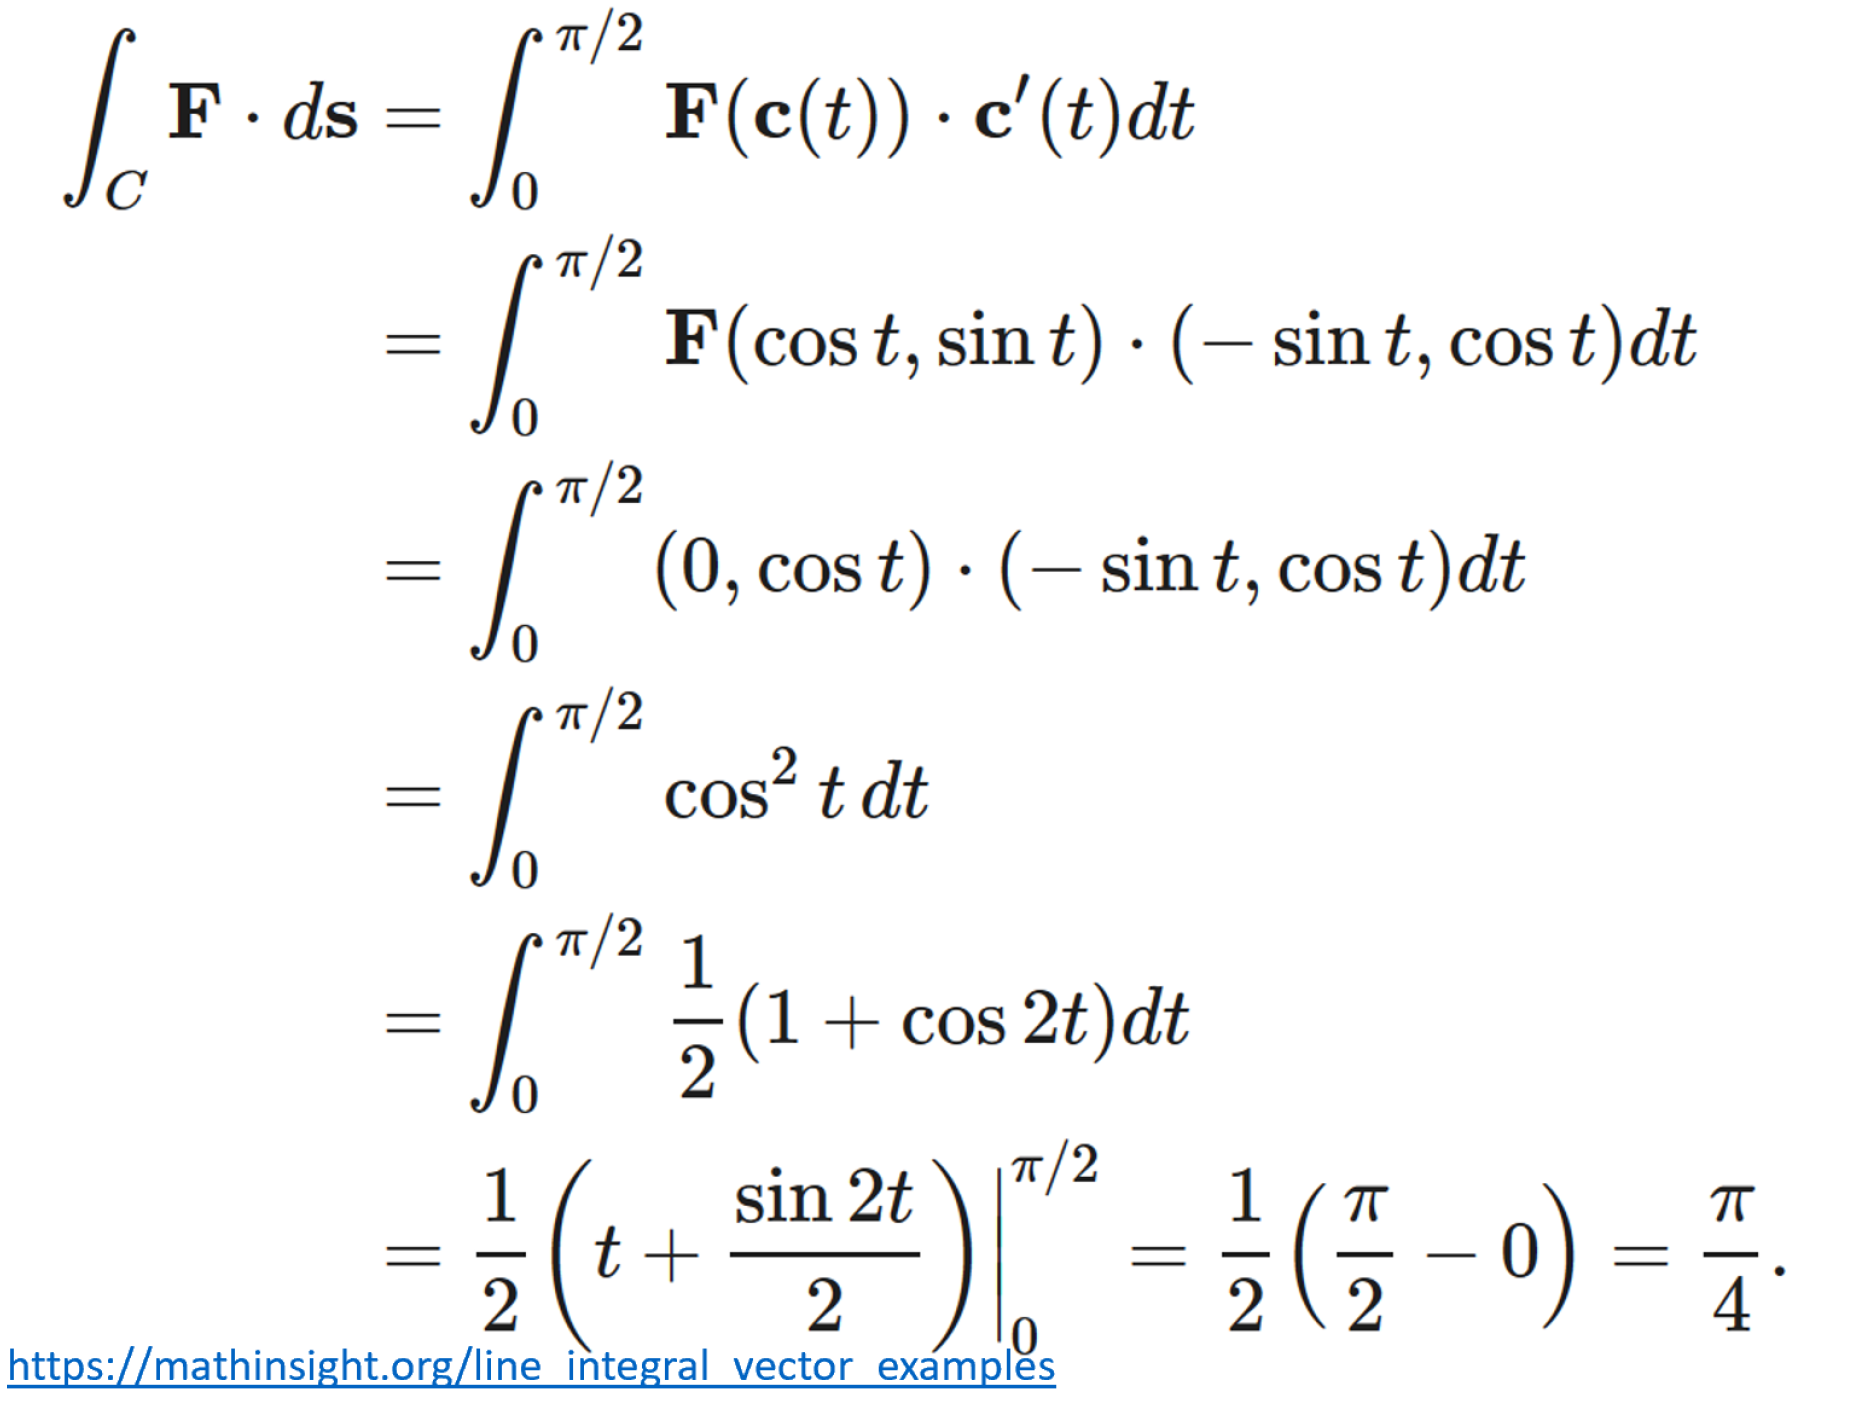 ∫_C 𝐅 · d𝐬 = ∫_0^{π/2} 𝐅(𝐜(t)) · 𝐜′(t)dt
= ∫_0^{π/2} 𝐅(cos t, sin t) · (− sin t, cos t)dt
= ∫_0^{π/2} (0, cos t) · (− sin t, cos t)dt
= ∫_0^{π/2} cos² t dt
= ∫_0^{π/2} 1/2 (1 + cos 2t)dt
= 1/2 (t + sin 2t/2)|_0^{π/2} = 1/2 (π/2 − 0) = π/4.
https://mathinsight.org/line_integral_vector_examples